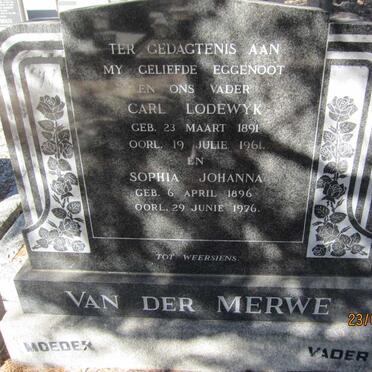 TER GEDAGTENIS AAN
MY GELIEFDE EGGENOOT
EN ONS VADER
CARL LODEWYK
GEB. 23 MAART 1891
OORL. 19 JULIE 1961.
EN
SOPHIA JOHANNA
GEB. 6 APRIL 1896
OORL. 29 JUNIE 1976.
TOT WEERSIENS.
VAN DER MERWE
MOEDER VADER